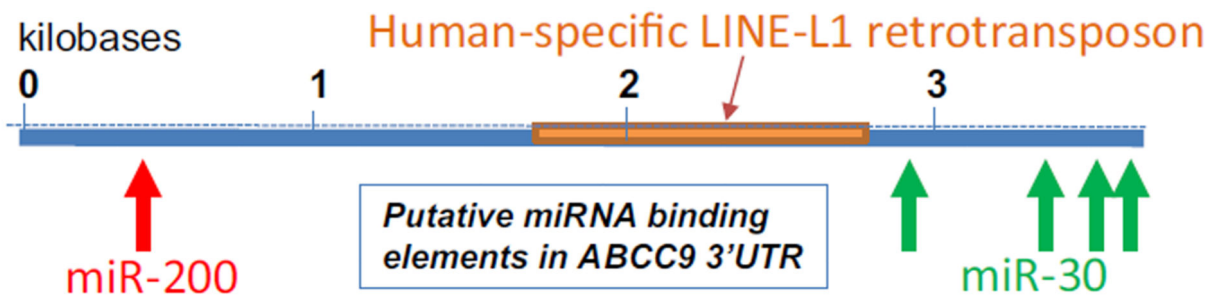 kilobases
Human-specific LINE-L1 retrotransposon
0 1 2 3
Putative miRNA binding
elements in ABCC9 3’UTR
miR-200
miR-30